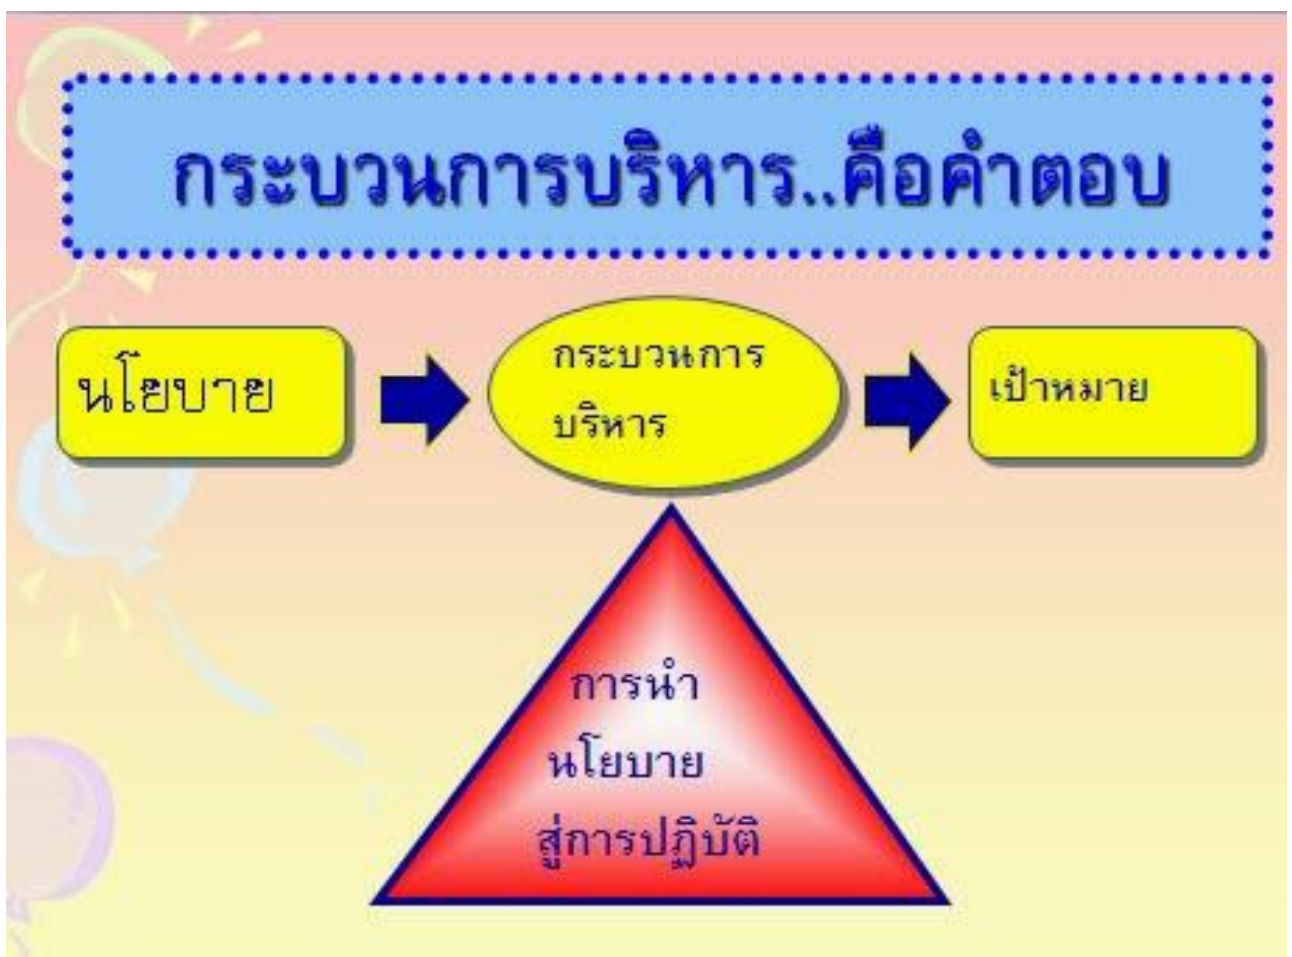 กระบวนการบริหาร..คือคำตอบ
นโยบาย
กระบวนการ
บริหาร
เป้าหมาย
การนำ
นโยบาย
สู่การปฏิบัติ